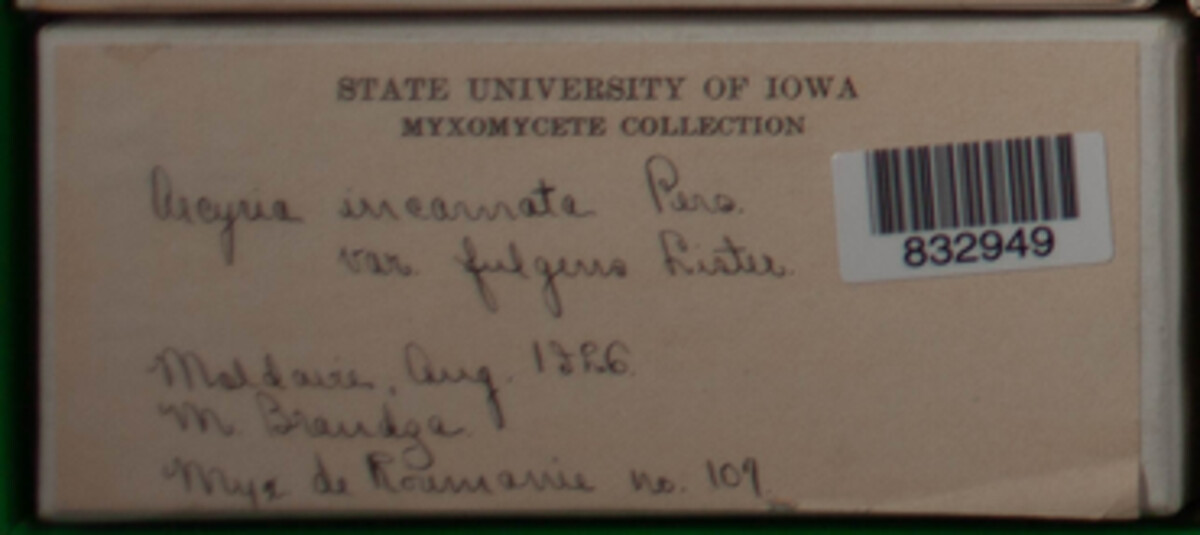 STATE UNIVERSITY OF IOWA
MYXOMYCETE COLLECTION
Arcyria incarnata Pers.
var. fulgens Lister.
832949
Moldavie, Aug. 1926.
M. Brandza.
Myx de Roumanie no. 109.